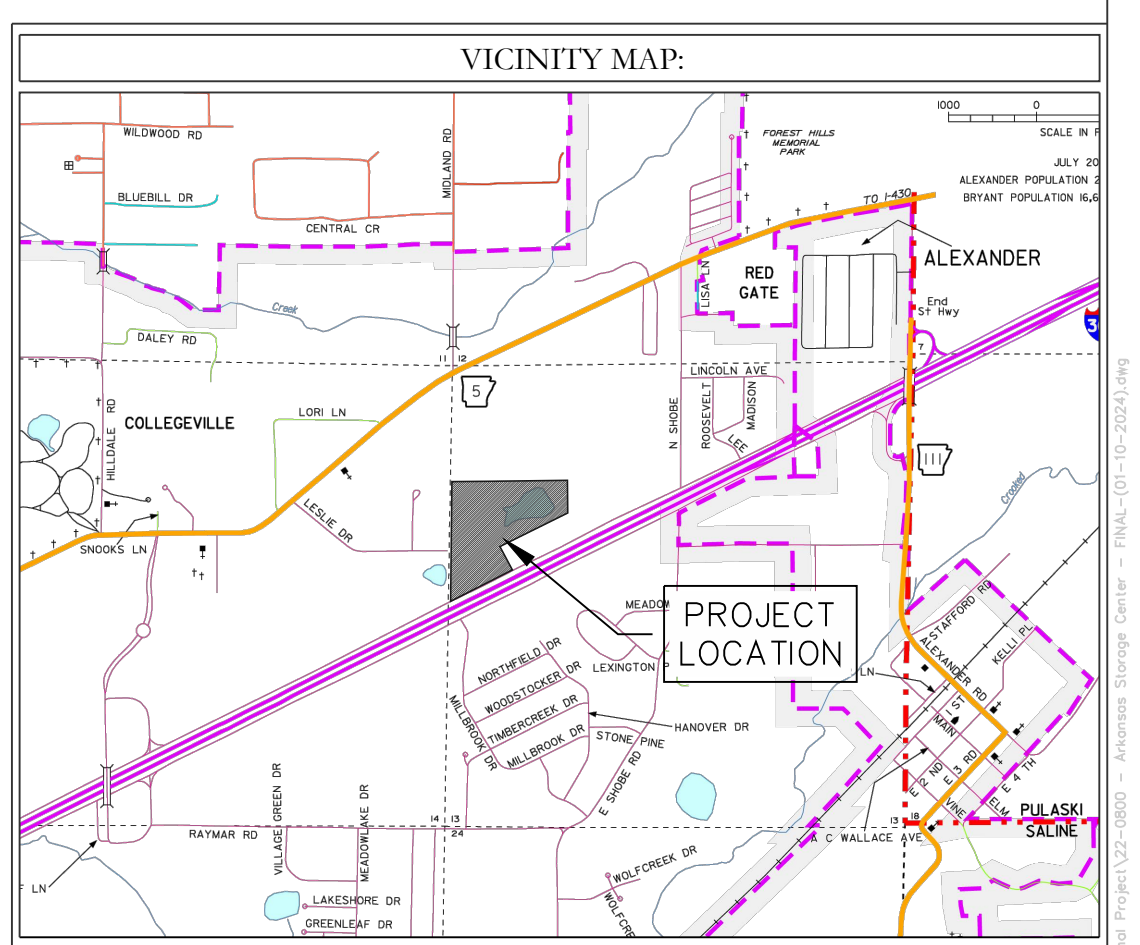 VICINITY MAP:
WILDWOOD RD
MIDLAND RD
FOREST HILLS
MEMORIAL
PARK
1000
0
SCALE IN F
JULY 20
ALEXANDER POPULATION 2
BRYANT POPULATION 16,6
BLUEBILL DR
CENTRAL CR
TO I-430
ALEXANDER
RED
GATE
LISA LN
Creek
End
St Hwy
3
DALEY RD
11
12
7
5
LINCOLN AVE
N SHOBE
ROOSEVELT
MADISON
LEE
HILLDALE RD
COLLEGEVILLE
LORI LN
111
Crooked
LESLIE DR
SNOOKS LN
PROJECT
LOCATION
MEADOW
LEXINGTON P
LN
STAFFORD RD
ALEXANDER RD
KELLI PL
NORTHFIELD DR
WOODSTOCKER DR
TIMBERCREEK DR
MILLBROOK DR
MILLBROOK DR
HANOVER DR
STONE PINE
E SHOBE RD
I ST
MAIN
E 2 ND
E 3 RD
E 4 TH
VINE
ELM
PULASKI
SALINE
VILLAGE GREEN DR
MEADOWLAKE DR
RAYMAR RD
14
13
24
13
18
A C WALLACE AVE
F LN
LAKESHORE DR
GREENLEAF DR
WOLFCREEK DR
WOLFCRE
nal Project\22-0800 - Arkansas Storage Center - FINAL-(01-10-2024).dwg